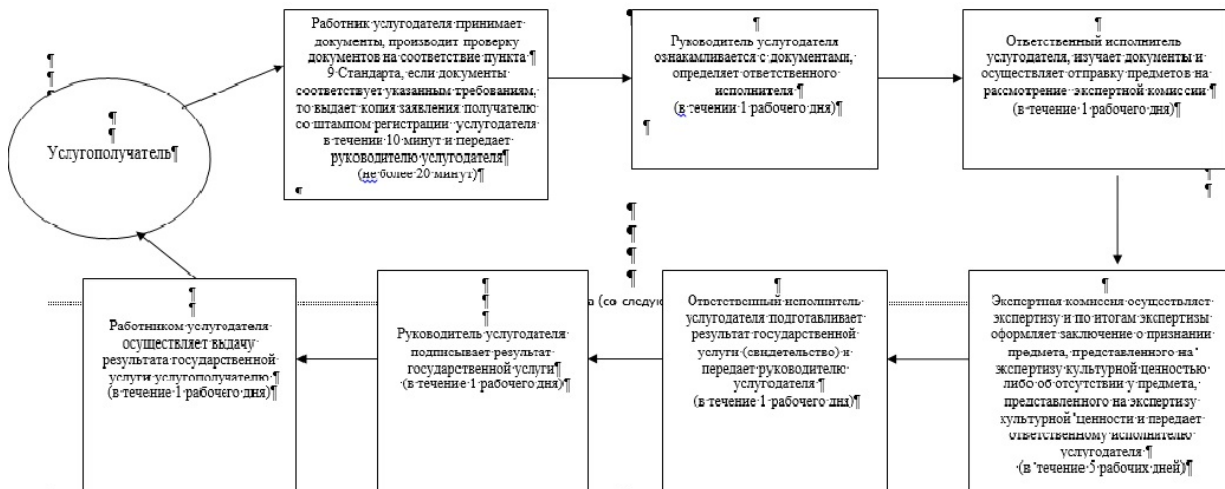 Услугополучатель¶
Работник услугодателя принимает
документы, производит проверку
документов на соответствие пункта¶
9 Стандарта, если документы
соответствует указанным требованиям,
то выдает копия заявления получателю
со штампом регистрации услугодателя
в течении 10 минут и передает
руководителю услугодателя¶
(не более 20 минут)¶
Руководитель услугодателя
ознакамливается с документами,
определяет ответственного
исполнителя¶
(в течении 1 рабочего дня)¶
Ответственный исполнитель
услугодателя, изучает документы и
осуществляет отправку предметов на
рассмотрение экспертной комиссии¶
(в течение 1 рабочего дня)¶
Экспертная комиссия осуществляет
экспертизу и по итогам экспертизы
оформляет заключение о признании
предмета, представленного на
экспертизу культурной ценностью
либо об отсутствии у предмета,
представленного на экспертизу
культурной ценности и передает
ответственному исполнителю
услугодателя¶
(в течение 5 рабочих дней)¶
Ответственный исполнитель
услугодателя подготавливает
результат государственной
услуги (свидетельство) и
передает руководителю
услугодателя¶
(в течение 1 рабочего дня)¶
а (со следую
Руководитель услугодателя
подписывает результат
государственной услуги¶
(в течение 1 рабочего дня)¶
Работником услугодателя
осуществляет выдачу
результата государственной
услуги услугополучателю¶
(в течение 1 рабочего дня)¶